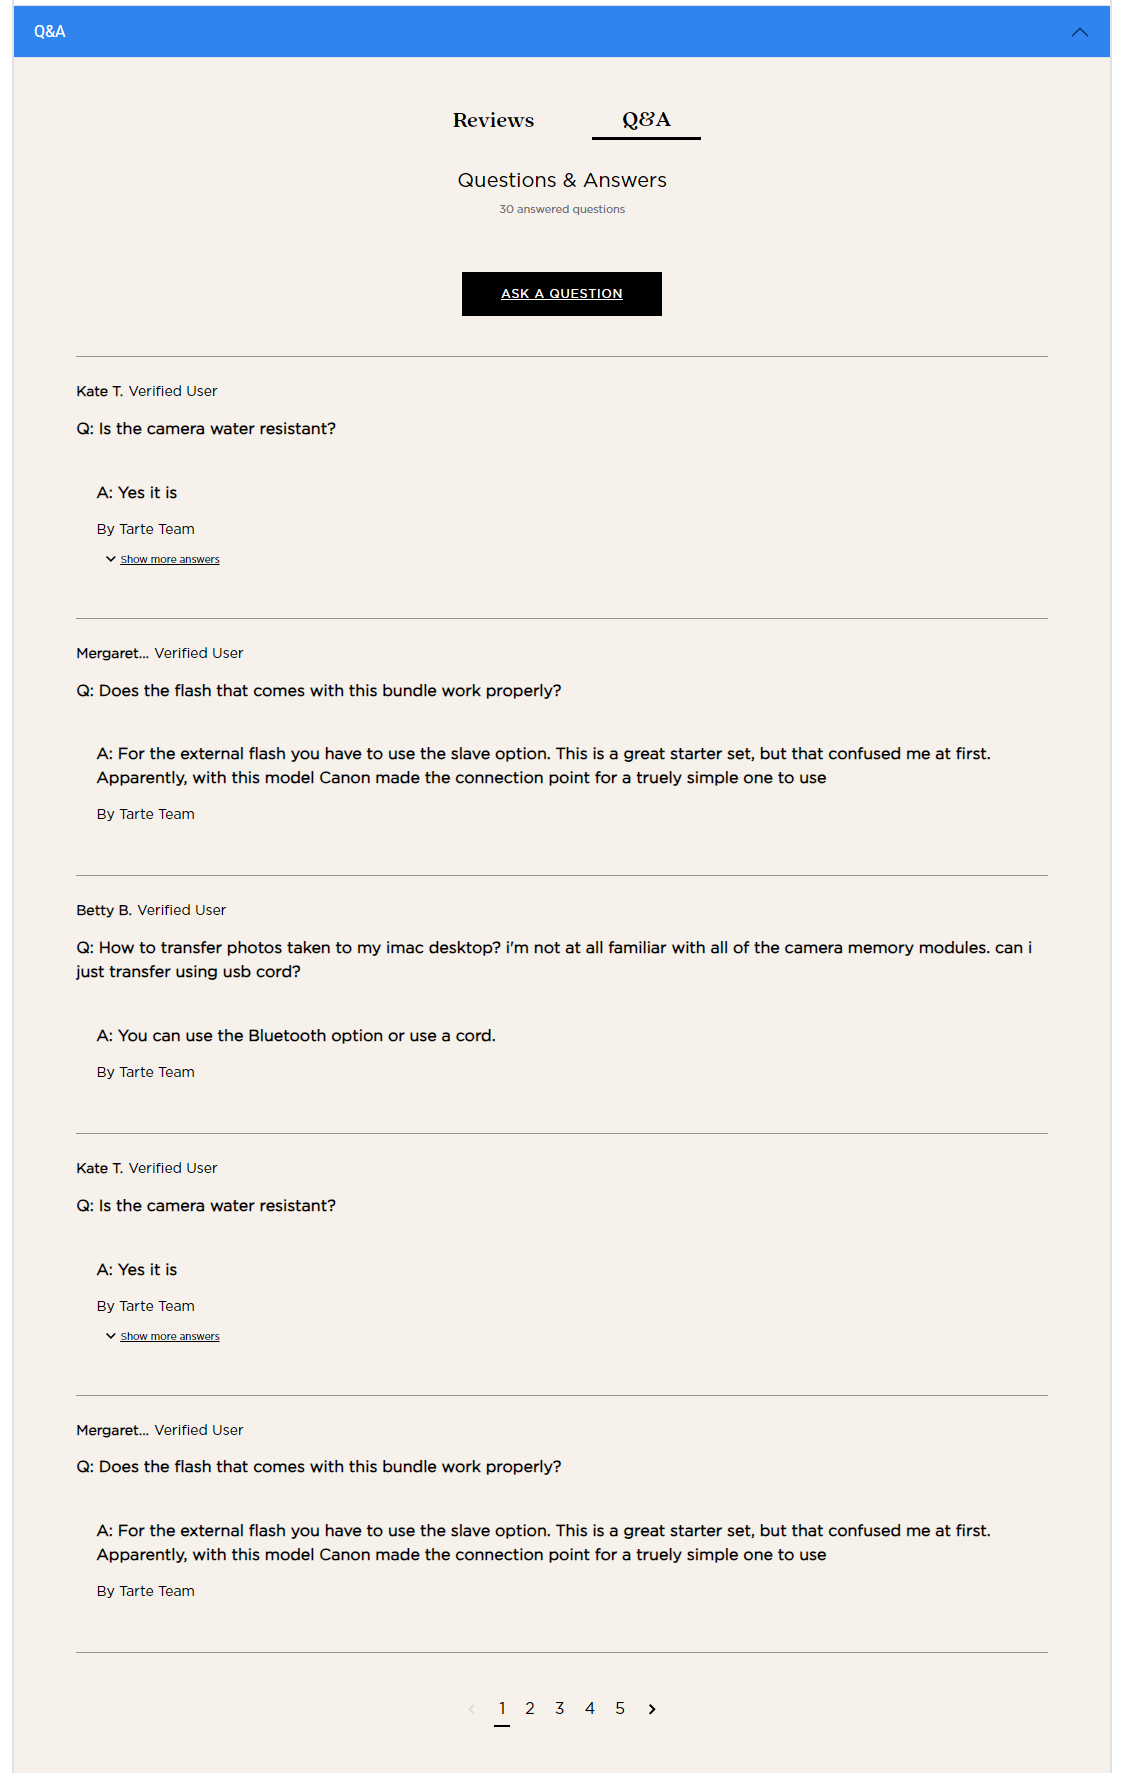 Q&A
Reviews
Q&A
Questions & Answers
30 answered questions
ASK A QUESTION
Kate T. Verified User
Q: Is the camera water resistant?
A: Yes it is
By Tarte Team
Show more answers
Mergaret... Verified User
Q: Does the flash that comes with this bundle work properly?
A: For the external flash you have to use the slave option. This is a great starter set, but that confused me at first.
Apparently, with this model Canon made the connection point for a truely simple one to use
By Tarte Team
Betty B. Verified User
Q: How to transfer photos taken to my imac desktop? i'm not at all familiar with all of the camera memory modules. can i
just transfer using usb cord?
A: You can use the Bluetooth option or use a cord.
By Tarte Team
Kate T. Verified User
Q: Is the camera water resistant?
A: Yes it is
By Tarte Team
Show more answers
Mergaret... Verified User
Q: Does the flash that comes with this bundle work properly?
A: For the external flash you have to use the slave option. This is a great starter set, but that confused me at first.
Apparently, with this model Canon made the connection point for a truely simple one to use
By Tarte Team
1 2 3 4 5